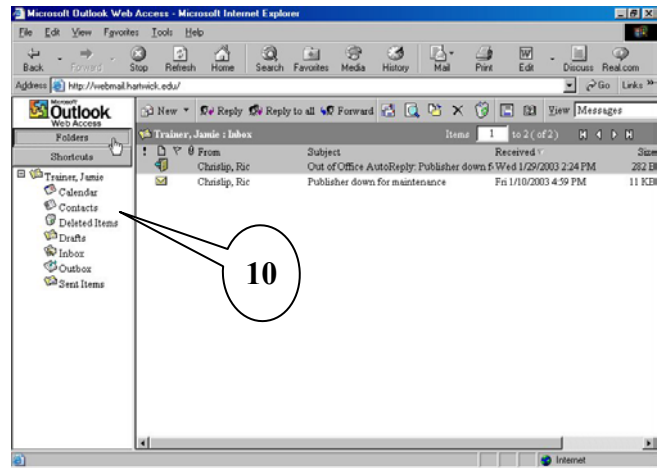 Microsoft Outlook Web Access - Microsoft Internet Explorer
File Edit View Favorites Tools Help
Back Forward Stop Refresh Home Search Favorites Media History Mail Print Edit Discuss Real.com
Address http://webmail.hartwick.edu/ Go Links »
Microsoft
Outlook
Web Access
New Reply Reply to all Forward View Messages
Folders
Trainer, Jamie : Inbox Items 1 to 2 ( of 2 )
Shortcuts
! From Subject Received Size
Chrislip, Ric Out of Office AutoReply: Publisher down f Wed 1/29/2003 2:24 PM 282 B
Chrislip, Ric Publisher down for maintenance Fri 1/10/2003 4:59 PM 11 KB
Trainer, Jamie
Calendar
Contacts
Deleted Items
Drafts
Inbox
Outbox
Sent Items
10
Internet